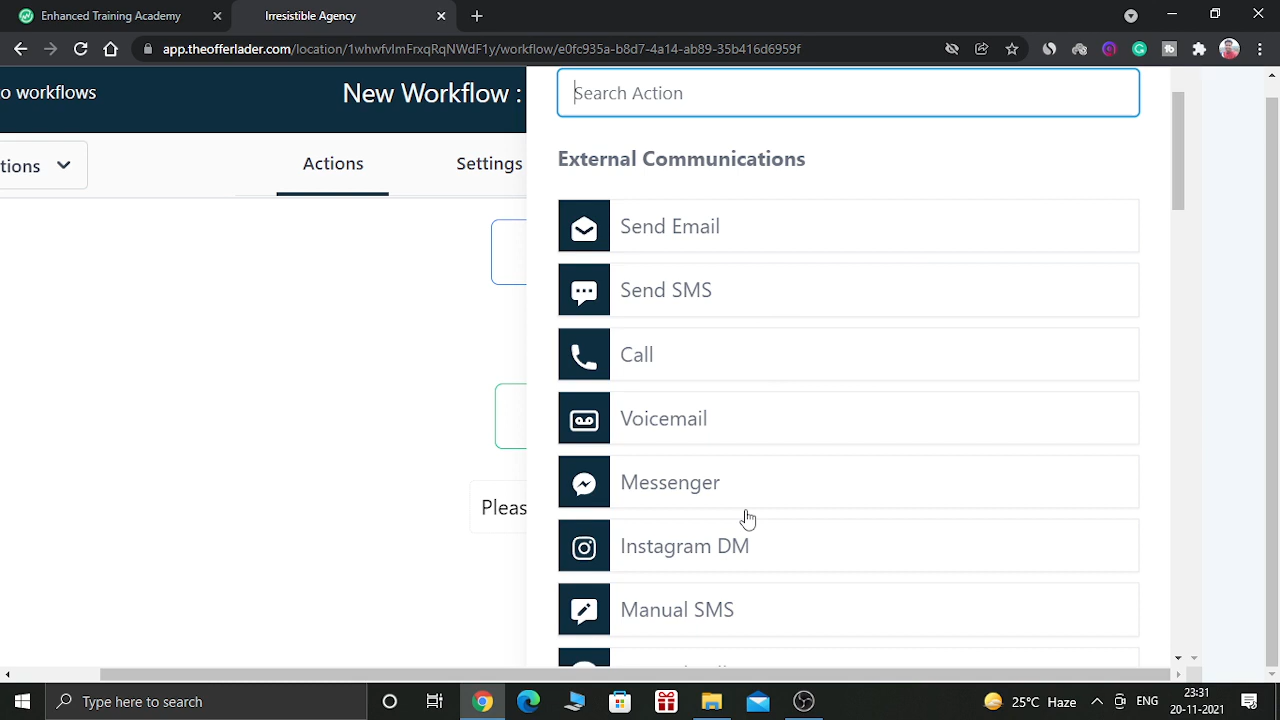 Enhanced Training Academy
Irresistible Agency
app.theofferlader.com/location/1whwfvlmFrxqRqNWdF1y/workflow/e0fc935a-b8d7-4a14-ab89-35b416d6959f
o workflows
New Workflow :
tions
Actions
Settings
Pleas
Search Action
External Communications
Send Email
Send SMS
Call
Voicemail
Messenger
Instagram DM
Manual SMS
Type here to search
25°C Haze
ENG
23:31
20-11-2021